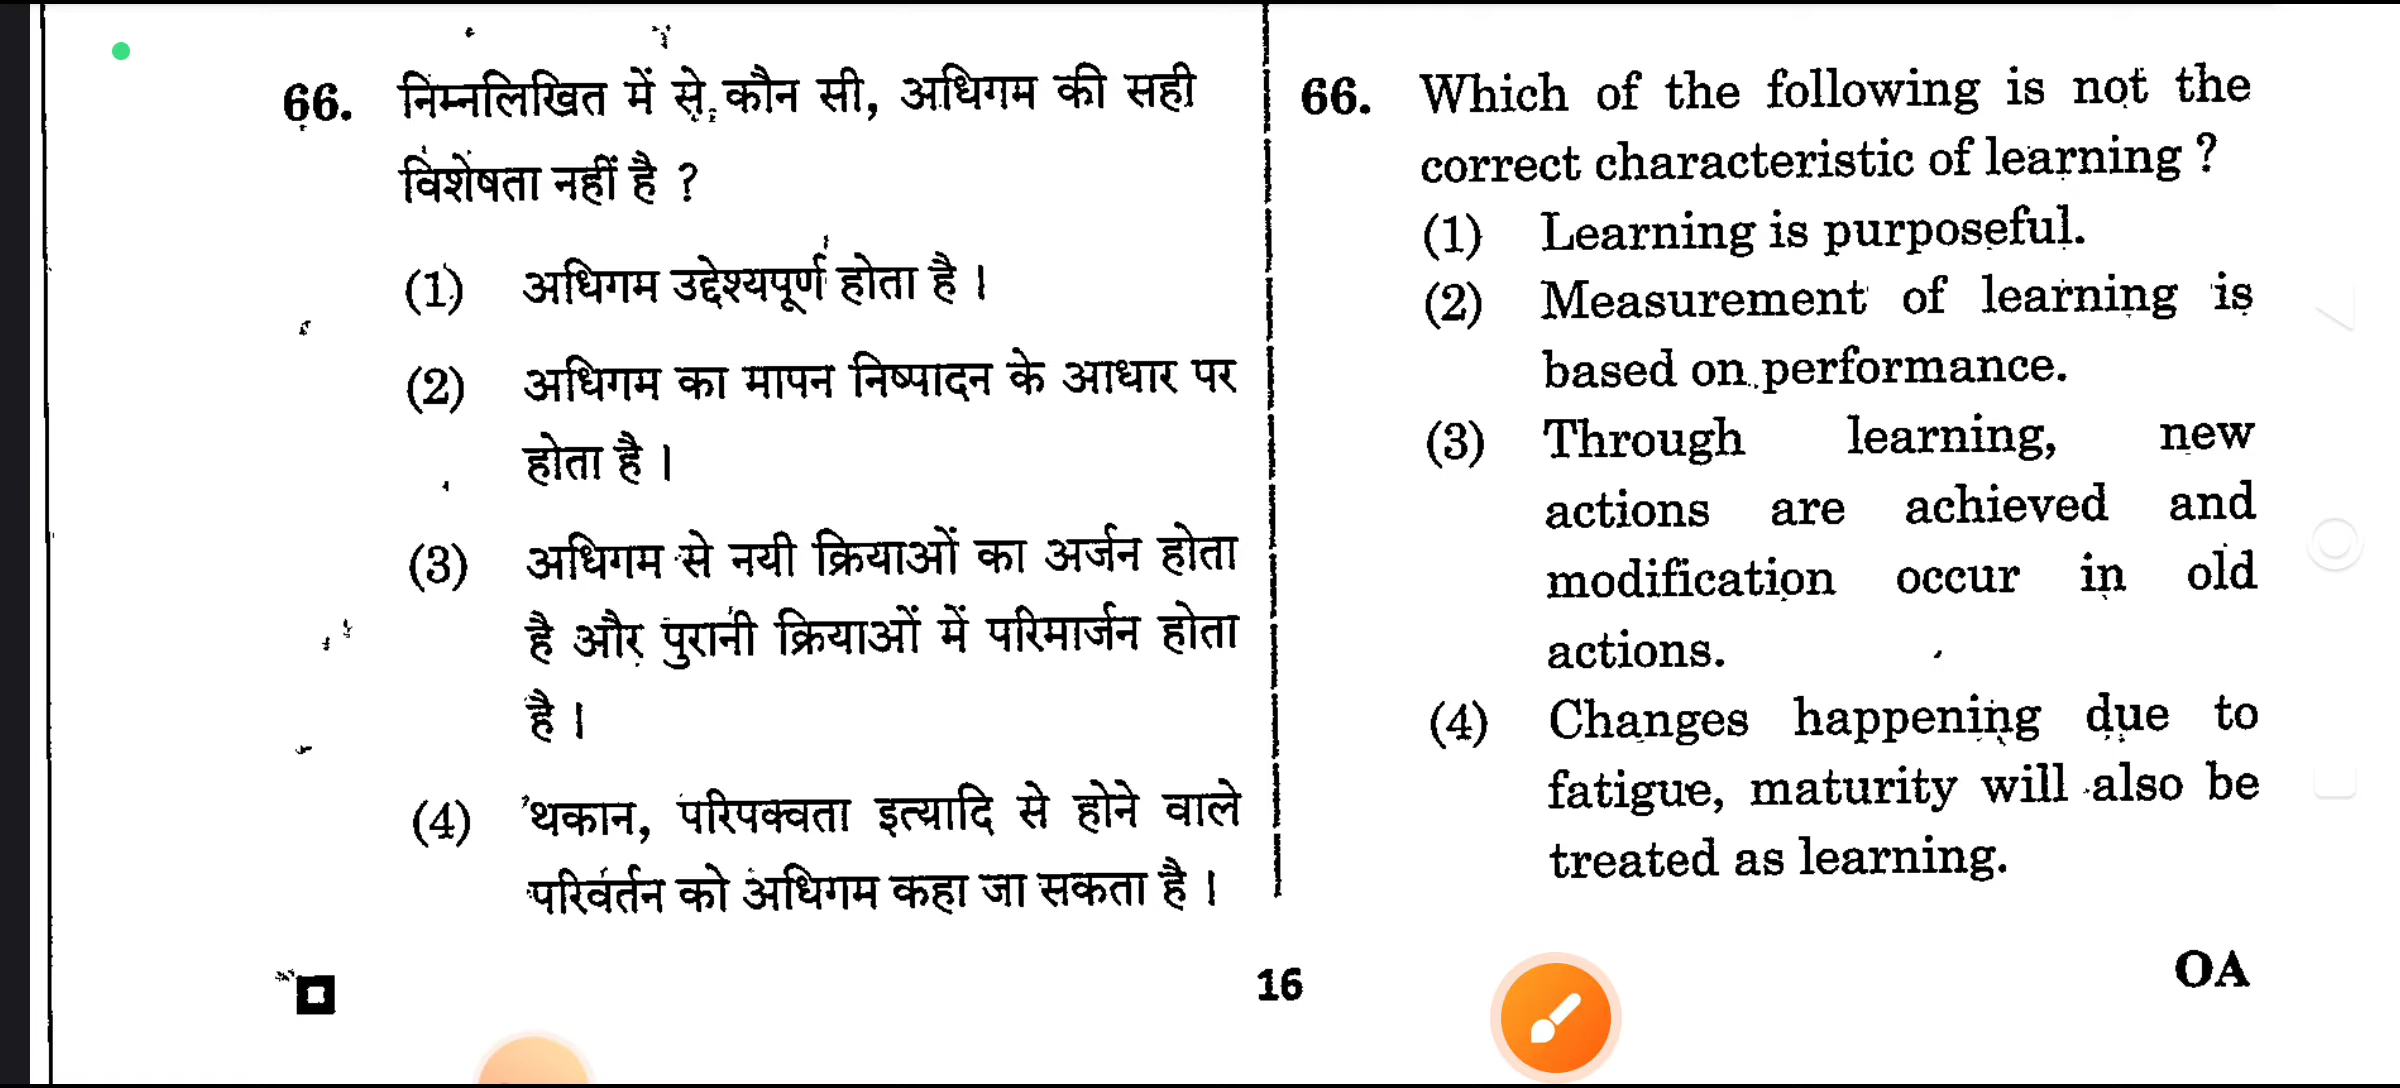 66. निम्नलिखित में से कौन सी, अधिगम की सही
विशेषता नहीं है ?
(1) अधिगम उद्देश्यपूर्ण होता है ।
(2) अधिगम का मापन निष्पादन के आधार पर
होता है ।
(3) अधिगम से नयी क्रियाओं का अर्जन होता
है और पुरानी क्रियाओं में परिमार्जन होता
है ।
(4) थकान, परिपक्वता इत्यादि से होने वाले
परिवर्तन को अधिगम कहा जा सकता है ।
66. Which of the following is not the
correct characteristic of learning ?
(1) Learning is purposeful.
(2) Measurement of learning is
based on performance.
(3) Through learning, new
actions are achieved and
modification occur in old
actions.
(4) Changes happening due to
fatigue, maturity will also be
treated as learning.
16
OA